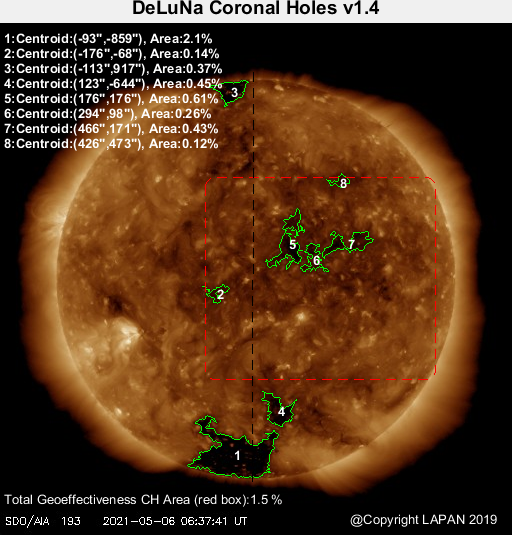 DeLuNa Coronal Holes v1.4
1:Centroid:(-93",-859"), Area:2.1%
2:Centroid:(-176",-68"), Area:0.14%
3:Centroid:(-113",917"), Area:0.37%
4:Centroid:(123",-644"), Area:0.45%
5:Centroid:(176",176"), Area:0.61%
6:Centroid:(294",98"), Area:0.26%
7:Centroid:(466",171"), Area:0.43%
8:Centroid:(426",473"), Area:0.12%
3
8
5
7
6
2
4
1
Total Geoeffectiveness CH Area (red box):1.5 %
SDO/AIA 193 2021-05-06 06:37:41 UT
@Copyright LAPAN 2019